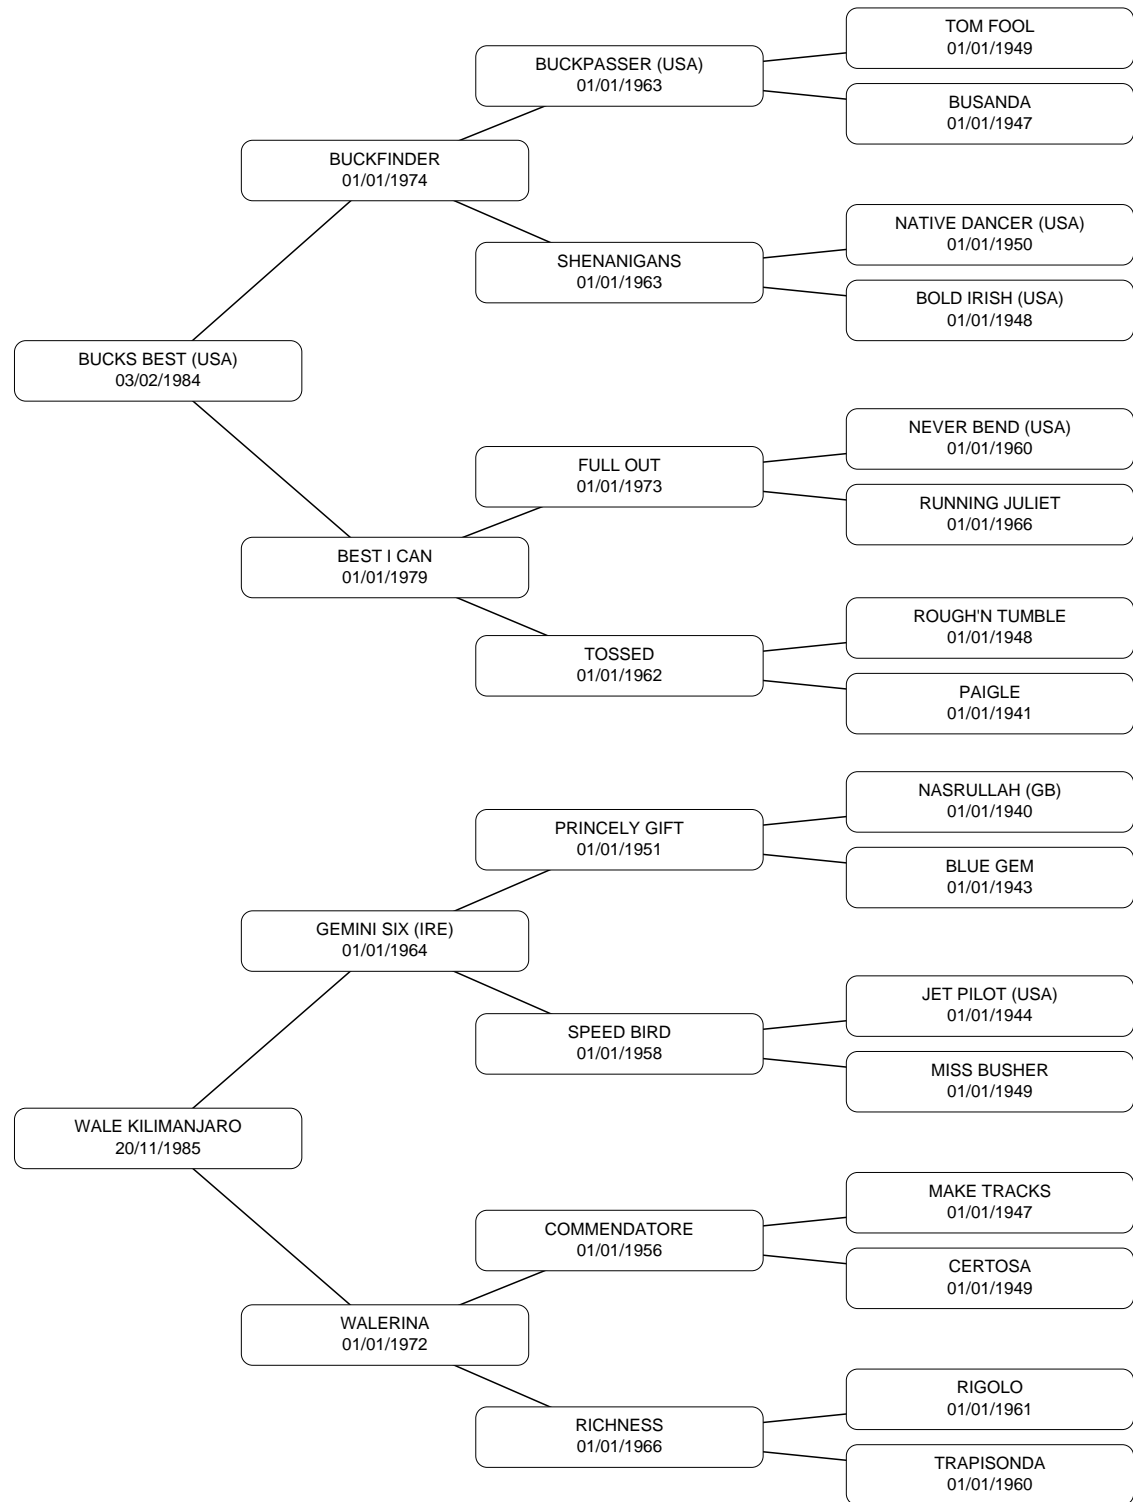 TOM FOOL
01/01/1949
BUCKPASSER (USA)
01/01/1963
BUSANDA
01/01/1947
BUCKFINDER
01/01/1974
NATIVE DANCER (USA)
01/01/1950
SHENANIGANS
01/01/1963
BOLD IRISH (USA)
01/01/1948
BUCKS BEST (USA)
03/02/1984
NEVER BEND (USA)
01/01/1960
FULL OUT
01/01/1973
RUNNING JULIET
01/01/1966
BEST I CAN
01/01/1979
ROUGH'N TUMBLE
01/01/1948
TOSSED
01/01/1962
PAIGLE
01/01/1941
NASRULLAH (GB)
01/01/1940
PRINCELY GIFT
01/01/1951
BLUE GEM
01/01/1943
GEMINI SIX (IRE)
01/01/1964
JET PILOT (USA)
01/01/1944
SPEED BIRD
01/01/1958
MISS BUSHER
01/01/1949
WALE KILIMANJARO
20/11/1985
MAKE TRACKS
01/01/1947
COMMENDATORE
01/01/1956
CERTOSA
01/01/1949
WALERINA
01/01/1972
RIGOLO
01/01/1961
RICHNESS
01/01/1966
TRAPISONDA
01/01/1960